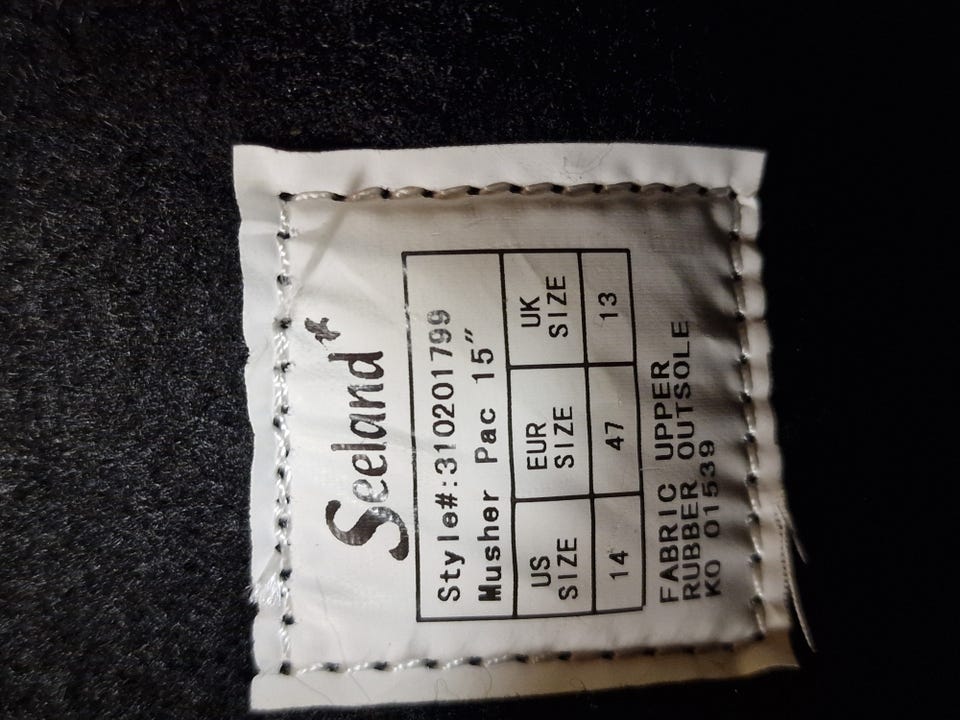 Seeland
Style#:310201799
Musher Pac 15"
US SIZE EUR SIZE UK SIZE
14 47 13
FABRIC UPPER
RUBBER OUTSOLE
KO 01539